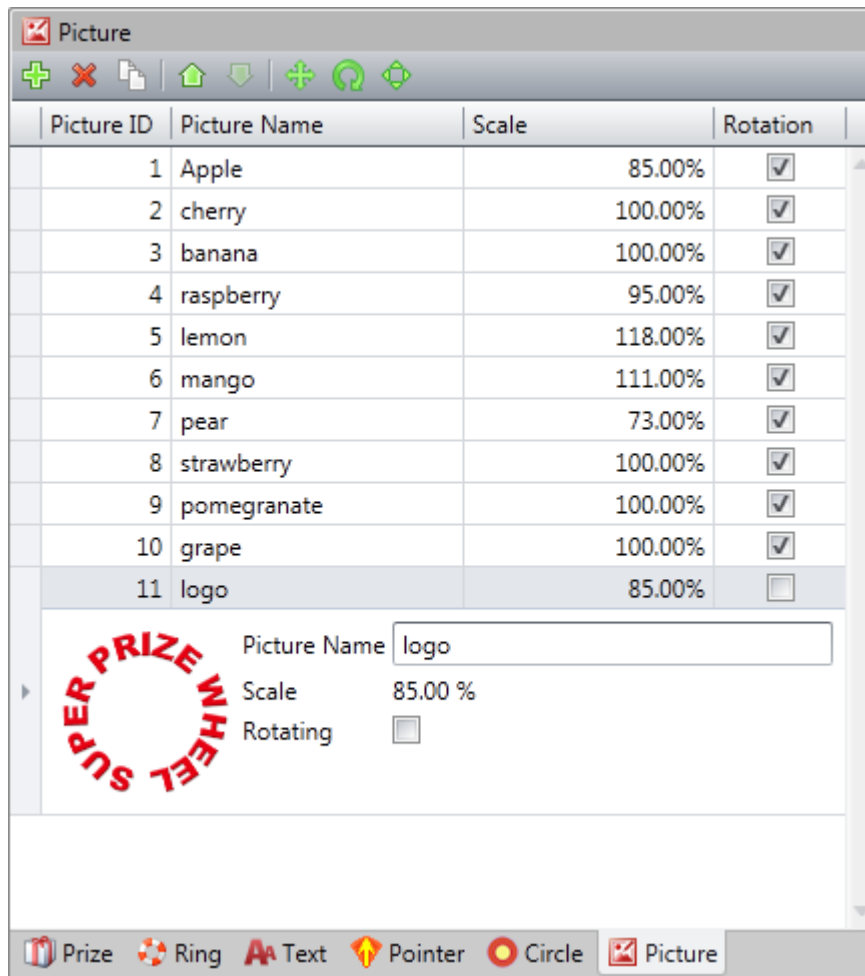 Picture
Picture ID Picture Name Scale Rotation
1 Apple 85.00%
2 cherry 100.00%
3 banana 100.00%
4 raspberry 95.00%
5 lemon 118.00%
6 mango 111.00%
7 pear 73.00%
8 strawberry 100.00%
9 pomegranate 100.00%
10 grape 100.00%
11 logo 85.00%
SUPER PRIZE WHEEL
Picture Name logo
Scale 85.00 %
Rotating
Prize Ring AA Text Pointer Circle Picture